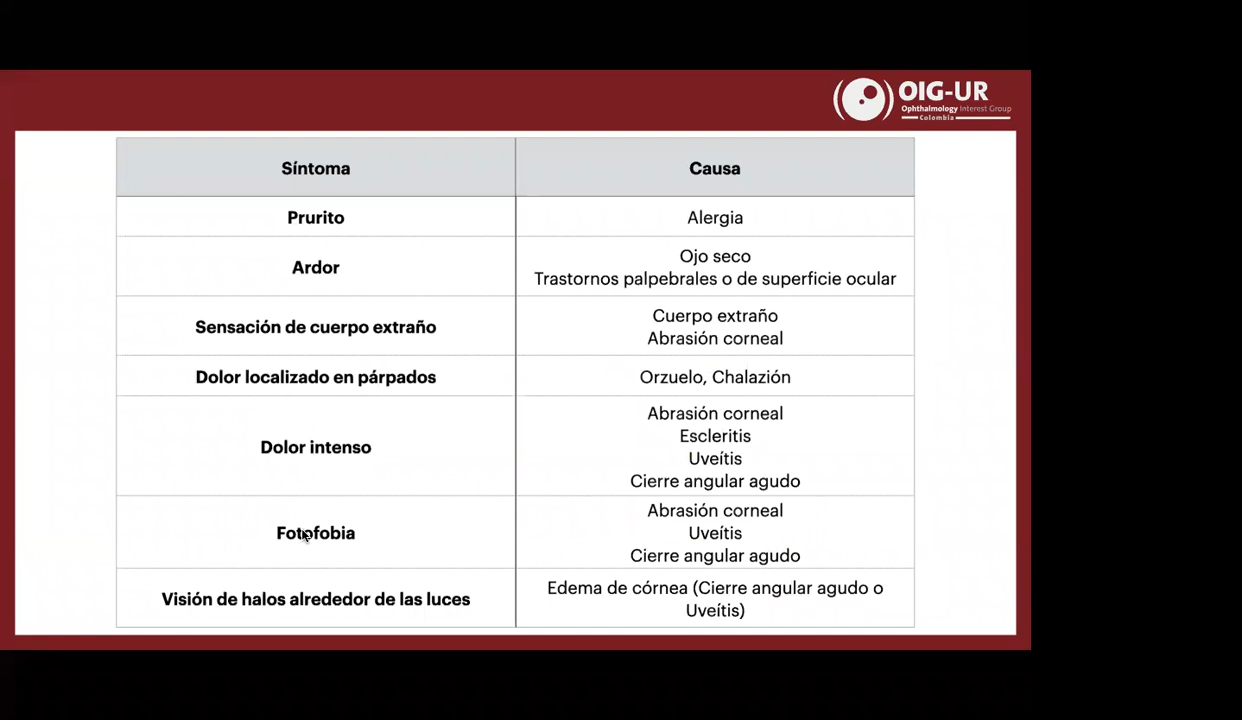 OIG-UR
Ophthalmology Interest Group
Colombia
Síntoma
Causa
Prurito
Alergia
Ardor
Ojo seco
Trastornos palpebrales o de superficie ocular
Sensación de cuerpo extraño
Cuerpo extraño
Abrasión corneal
Dolor localizado en párpados
Orzuelo, Chalazión
Dolor intenso
Abrasión corneal
Escleritis
Uveítis
Cierre angular agudo
Fotofobia
Abrasión corneal
Uveítis
Cierre angular agudo
Visión de halos alrededor de las luces
Edema de córnea (Cierre angular agudo o
Uveítis)